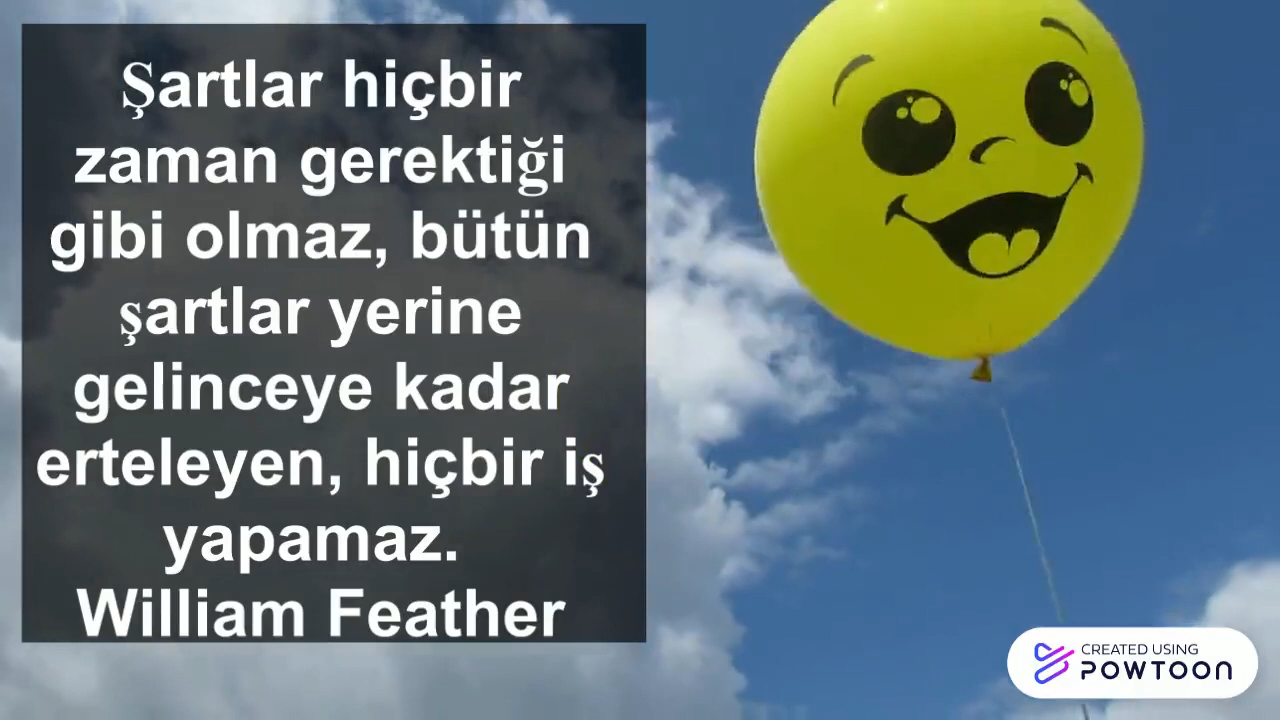 Şartlar hiçbir
zaman gerektiği
gibi olmaz, bütün
şartlar yerine
gelinceye kadar
erteleyen, hiçbir iş
yapamaz.
William Feather
CREATED USING
POWTOON